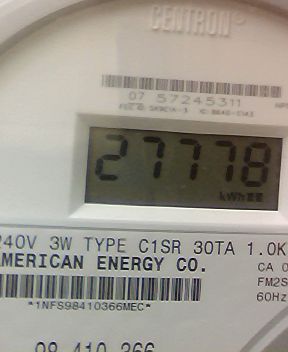 CENTRON®
07 57245311
27778
kWh
240V 3W TYPE C1SR 30TA 1.0K
AMERICAN ENERGY CO.
CA 0
FM2S
60Hz
*1NFS98410366MEC*
98 410 366